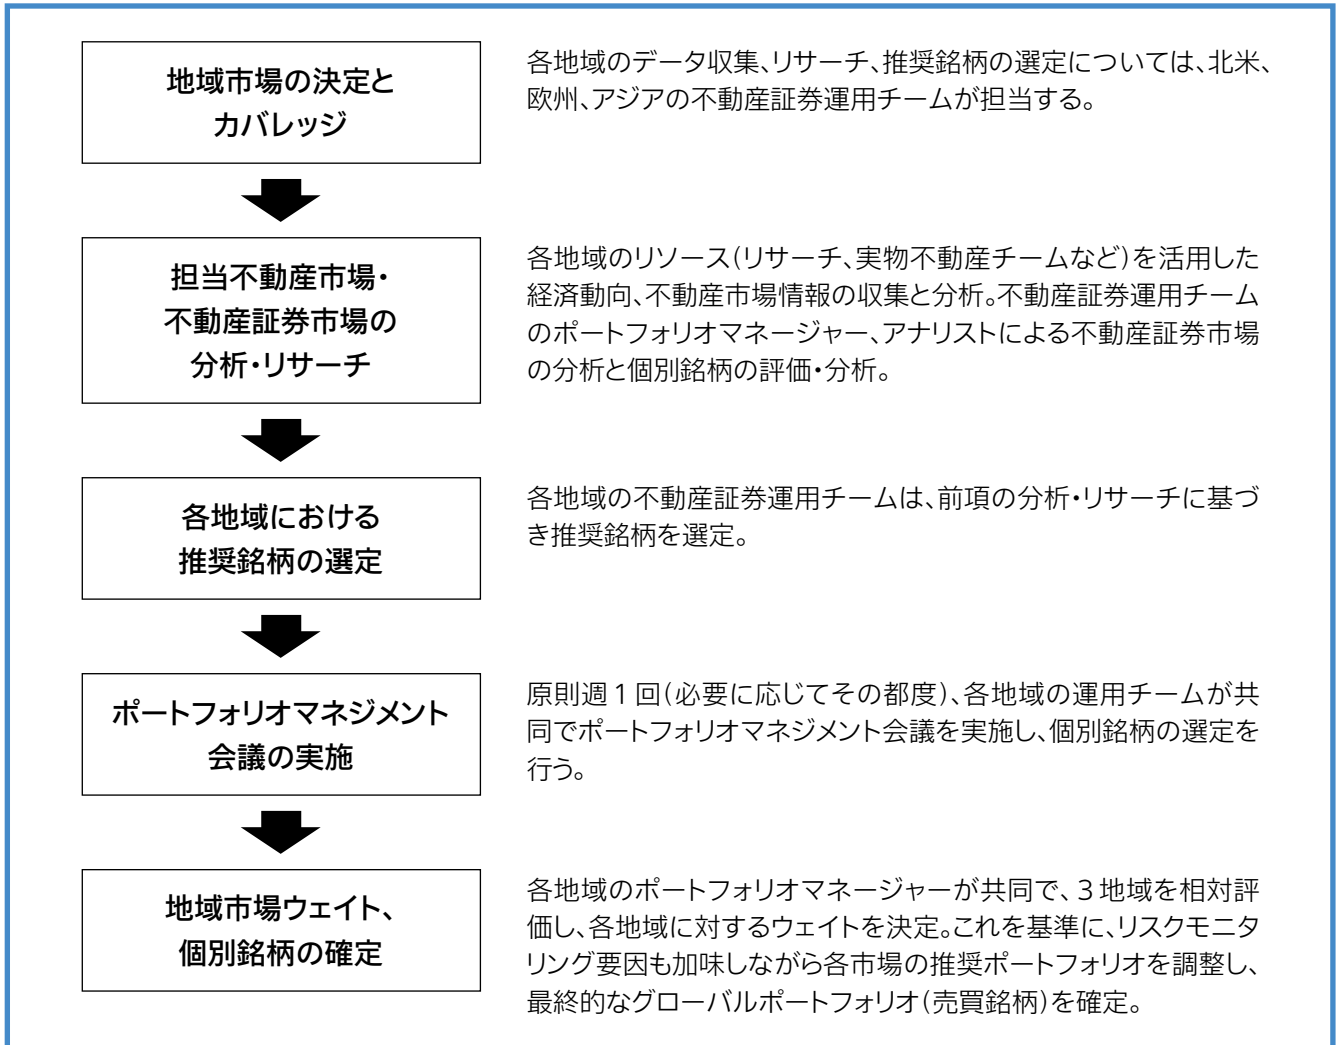 地域市場の決定と
カバレッジ
各地域のデータ収集、リサーチ、推奨銘柄の選定については、北米、
欧州、アジアの不動産証券運用チームが担当する。
担当不動産市場・
不動産証券市場の
分析・リサーチ
各地域のリソース(リサーチ、実物不動産チームなど)を活用した
経済動向、不動産市場情報の収集と分析。不動産証券運用チーム
のポートフォリオマネージャー、アナリストによる不動産証券市場
の分析と個別銘柄の評価・分析。
各地域における
推奨銘柄の選定
各地域の不動産証券運用チームは、前項の分析・リサーチに基づ
き推奨銘柄を選定。
ポートフォリオマネジメント
会議の実施
原則週1回(必要に応じてその都度)、各地域の運用チームが共
同でポートフォリオマネジメント会議を実施し、個別銘柄の選定を
行う。
地域市場ウェイト、
個別銘柄の確定
各地域のポートフォリオマネージャーが共同で、3地域を相対評
価し、各地域に対するウェイトを決定。これを基準に、リスクモニタ
リング要因も加味しながら各市場の推奨ポートフォリオを調整し、
最終的なグローバルポートフォリオ(売買銘柄)を確定。